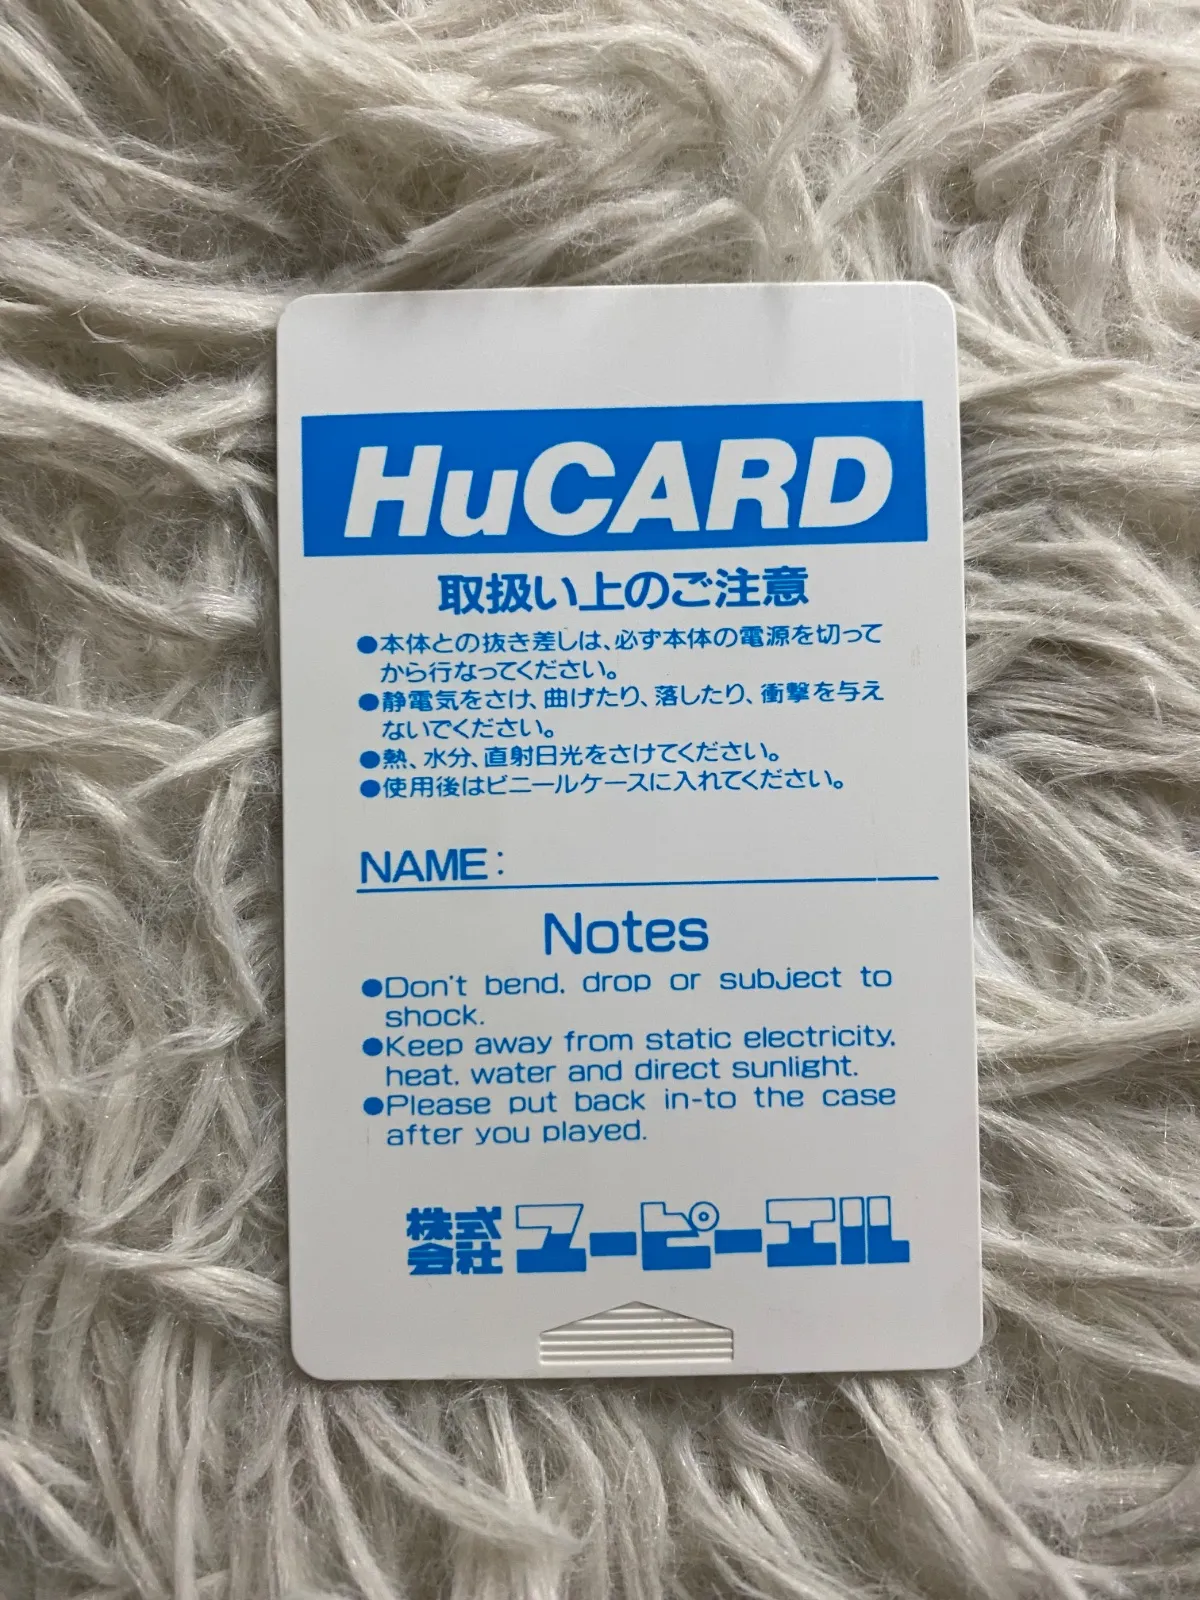 HuCARD
取扱い上のご注意
●本体との抜き差しは、必ず本体の電源を切って
から行なってください。
●静電気をさけ、曲げたり、落したり、衝撃を与え
ないでください。
●熱、水分、直射日光をさけてください。
●使用後はビニールケースに入れてください。
NAME:
Notes
●Don't bend. drop or subject to
shock.
●Keep away from static electricity.
heat. water and direct sunlight.
●Please put back in-to the case
after you played.
株式会社ユーピーエル